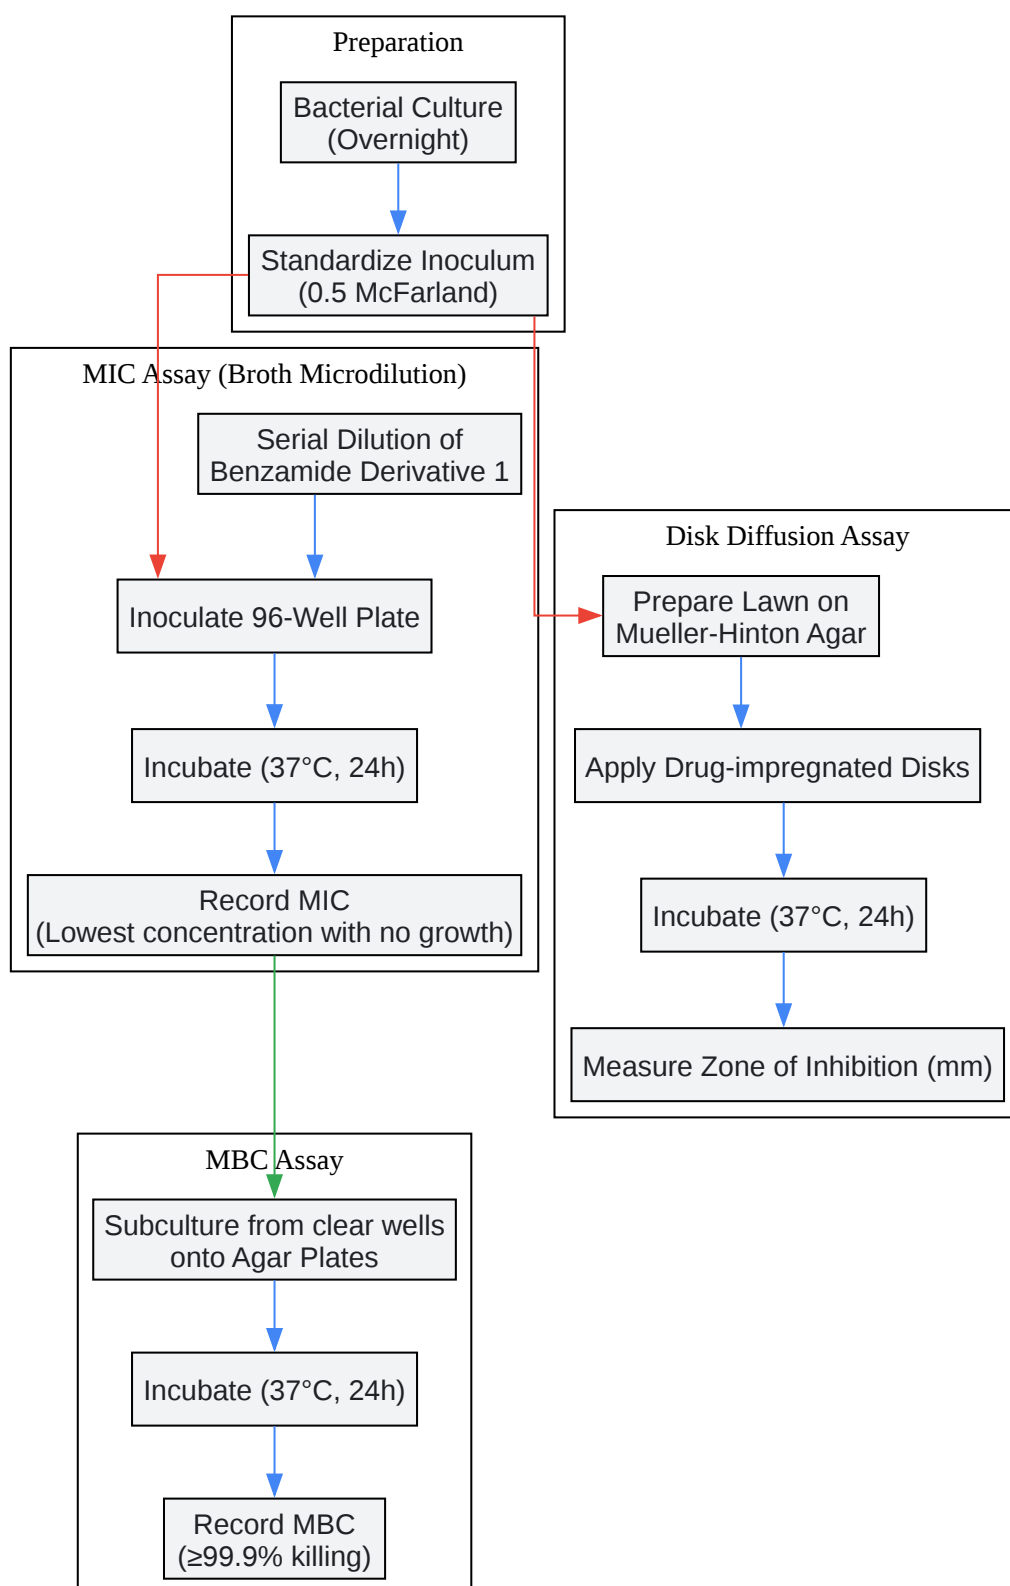 Preparation
Bacterial Culture
(Overnight)
Standardize Inoculum
(0.5 McFarland)
MIC Assay (Broth Microdilution)
Serial Dilution of
Benzamide Derivative 1
Inoculate 96-Well Plate
Incubate (37°C, 24h)
Record MIC
(Lowest concentration with no growth)
Disk Diffusion Assay
Prepare Lawn on
Mueller-Hinton Agar
Apply Drug-impregnated Disks
Incubate (37°C, 24h)
Measure Zone of Inhibition (mm)
MBC Assay
Subculture from clear wells
onto Agar Plates
Incubate (37°C, 24h)
Record MBC
(≥99.9% killing)